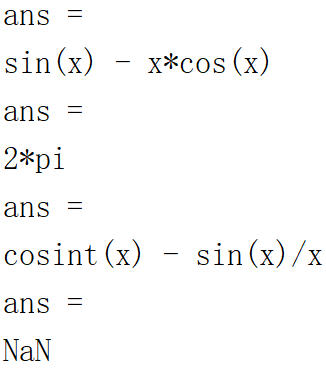 ans =
sin(x) - x*cos(x)
ans =
2*pi
ans =
cosint(x) - sin(x)/x
ans =
NaN